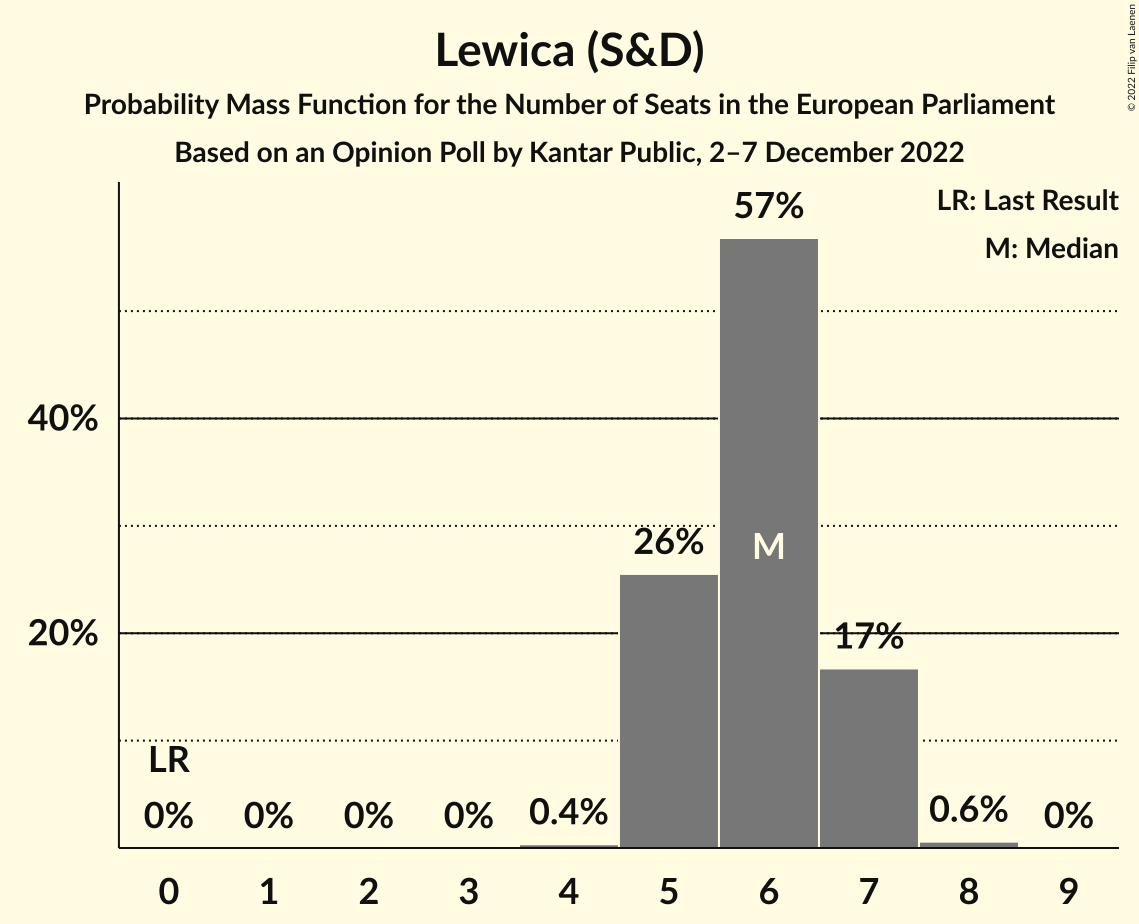 Lewica (S&D)
Probability Mass Function for the Number of Seats in the European Parliament
Based on an Opinion Poll by Kantar Public, 2–7 December 2022
© 2022 Filip van Laenen
LR: Last Result
M: Median
57%
40%
26%
M
20%
17%
LR
0% 0% 0% 0% 0.4% 0.6% 0%
0 1 2 3 4 5 6 7 8 9